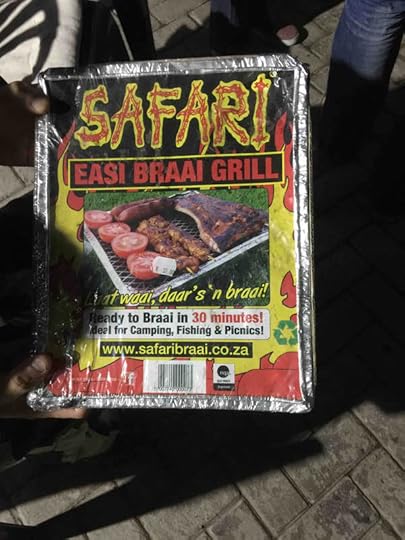 SAFARI
EASI BRAAI GRILL
at waai, daar's 'n braai!
Ready to Braai in 30 minutes!
Ideal for Camping, Fishing & Picnics!
www.safaribraai.co.za